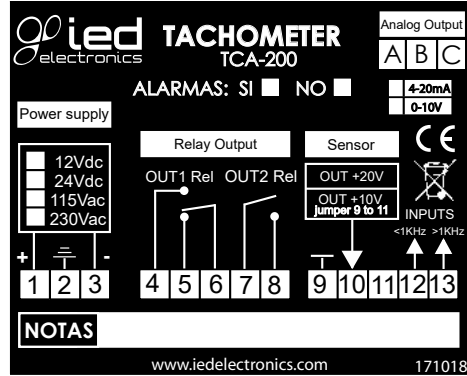 ied
electronics
TACHOMETER
TCA-200
Analog Output
A B C
ALARMAS: SI NO
4-20mA
0-10V
Power supply
12Vdc
24Vdc
115Vac
230Vac
Relay Output
OUT1 Rel OUT2 Rel
Sensor
OUT +20V
OUT +10V
jumper 9 to 11
CE
INPUTS
<1KHz >1KHz
+ -
1 2 3 4 5 6 7 8 9 10 11 12 13
NOTAS
www.iedelectronics.com
171018